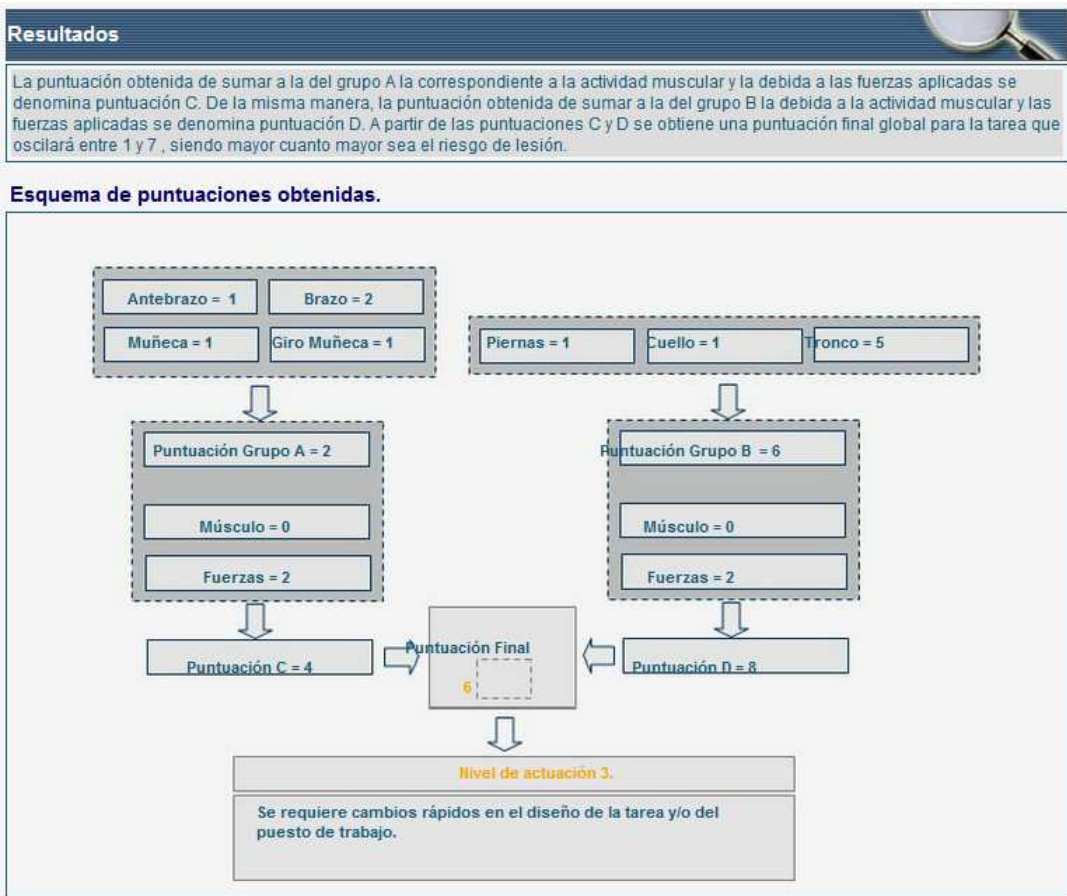 Resultados
La puntuación obtenida de sumar a la del grupo A la correspondiente a la actividad muscular y la debida a las fuerzas aplicadas se
denomina puntuación C. De la misma manera, la puntuación obtenida de sumar a la del grupo B la debida a la actividad muscular y las
fuerzas aplicadas se denomina puntuación D. A partir de las puntuaciones C y D se obtiene una puntuación final global para la tarea que
oscilará entre 1 y 7 , siendo mayor cuanto mayor sea el riesgo de lesión.
Esquema de puntuaciones obtenidas.
Antebrazo = 1
Brazo = 2
Muñeca = 1
Giro Muñeca = 1
Piernas = 1
Cuello = 1
Tronco = 5
Puntuación Grupo A = 2
Músculo = 0
Fuerzas = 2
Puntuación Grupo B = 6
Músculo = 0
Fuerzas = 2
Puntuación C = 4
Puntuación Final
6
Puntuación D = 8
Nivel de actuación 3.
Se requiere cambios rápidos en el diseño de la tarea y/o del
puesto de trabajo.